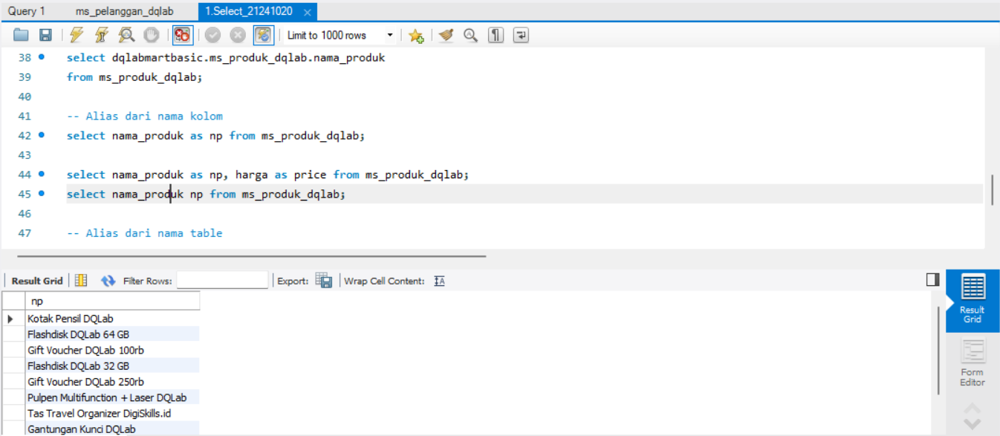 Query 1 ms_pelanggan_dqlab 1.Select_21241020
Limit to 1000 rows
38 select dqlabmartbasic.ms_produk_dqlab.nama_produk
39 from ms_produk_dqlab;
40
41 -- Alias dari nama kolom
42 select nama_produk as np from ms_produk_dqlab;
43
44 select nama_produk as np, harga as price from ms_produk_dqlab;
45 select nama_produk np from ms_produk_dqlab;
46
47 -- Alias dari nama table
Result Grid Filter Rows: Export: Wrap Cell Content: IA
np
Kotak Pensil DQLab
Flashdisk DQLab 64 GB
Gift Voucher DQLab 100rb
Flashdisk DQLab 32 GB
Gift Voucher DQLab 250rb
Pulpen Multifunction + Laser DQLab
Tas Travel Organizer DigiSkills.id
Gantungan Kunci DQLab
Result
Grid
Form
Editor